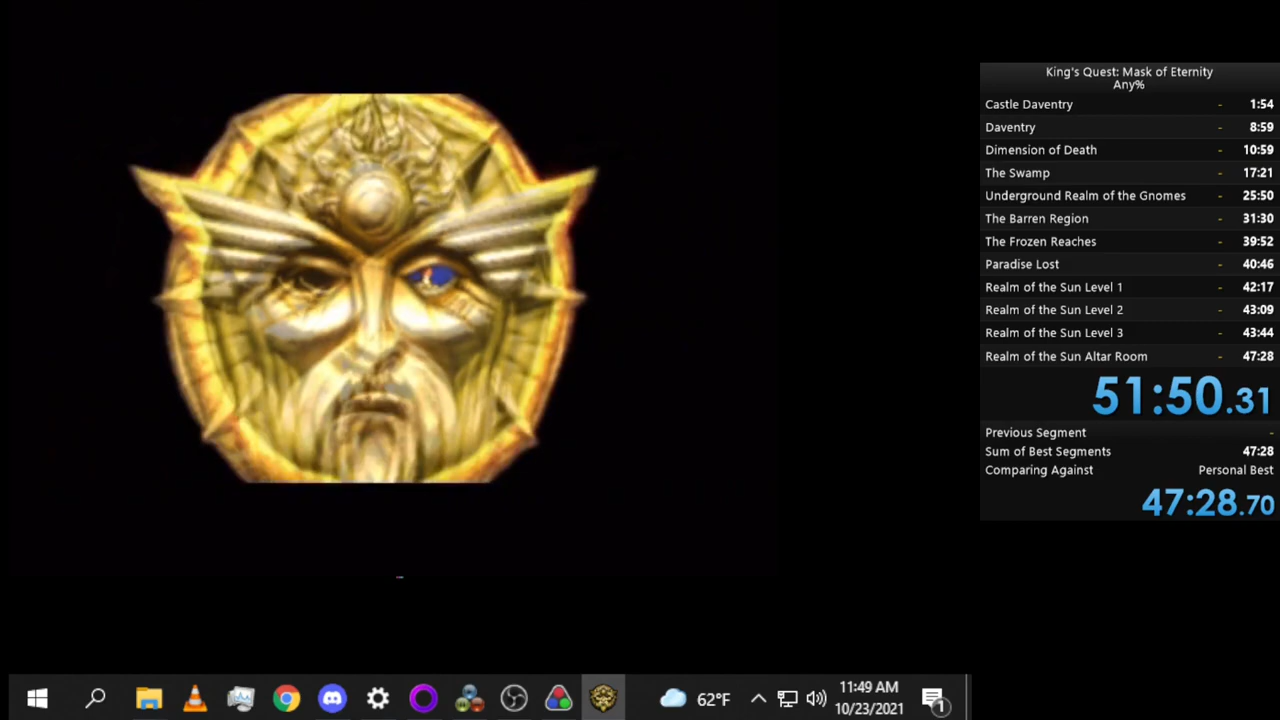 King's Quest: Mask of Eternity
Any%
Castle Daventry - 1:54
Daventry - 8:59
Dimension of Death - 10:59
The Swamp - 17:21
Underground Realm of the Gnomes - 25:50
The Barren Region - 31:30
The Frozen Reaches - 39:52
Paradise Lost - 40:46
Realm of the Sun Level 1 - 42:17
Realm of the Sun Level 2 - 43:09
Realm of the Sun Level 3 - 43:44
Realm of the Sun Altar Room - 47:28
51:50.31
Previous Segment -
Sum of Best Segments 47:28
Comparing Against Personal Best
47:28.70
62°F
11:49 AM
10/23/2021
1